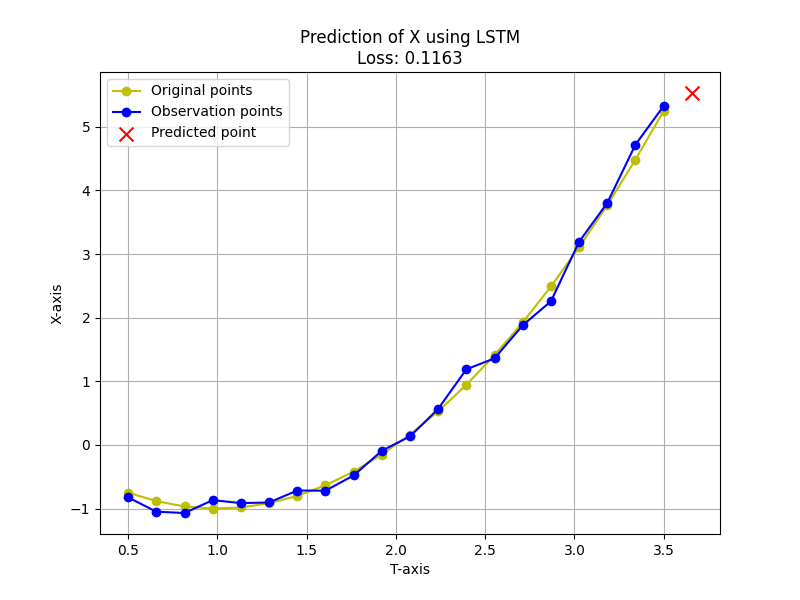 Prediction of X using LSTM
Loss: 0.1163
Original points
Observation points
Predicted point
X-axis
5
4
3
2
1
0
−1
0.5 1.0 1.5 2.0 2.5 3.0 3.5
T-axis